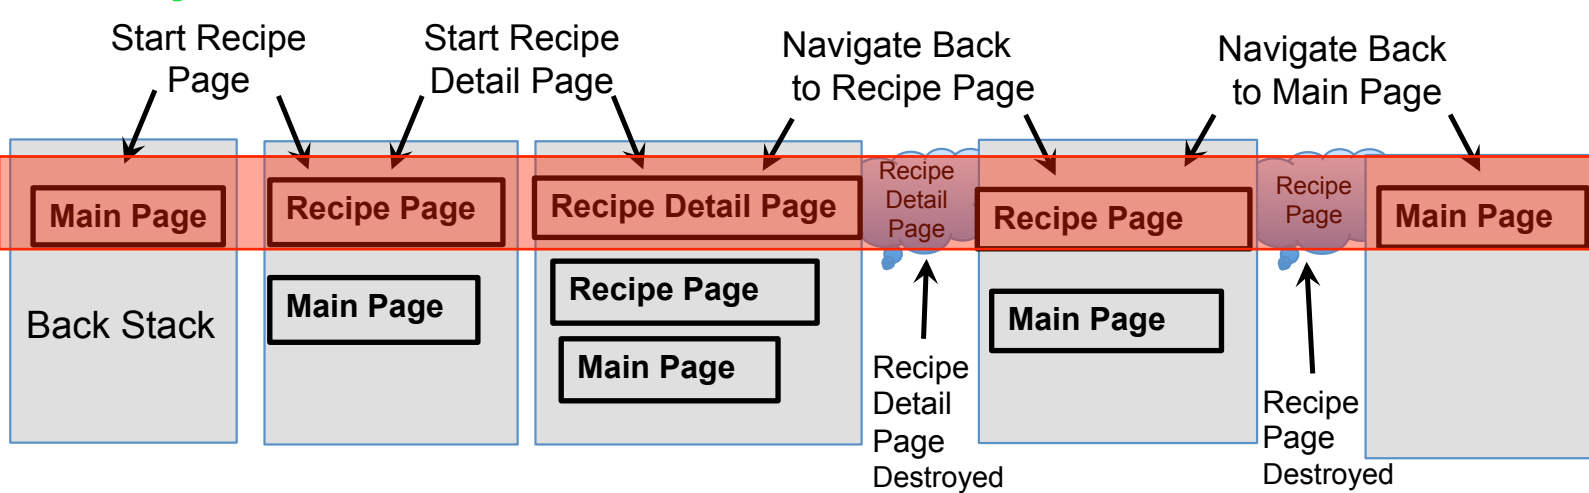 Start Recipe
Page
Start Recipe
Detail Page
Navigate Back
to Recipe Page
Navigate Back
to Main Page
Main Page
Recipe Page
Recipe Detail Page
Recipe
Detail
Page
Recipe Page
Recipe
Page
Main Page
Back Stack
Main Page
Recipe Page
Main Page
Main Page
Recipe
Detail
Page
Destroyed
Recipe
Page
Destroyed